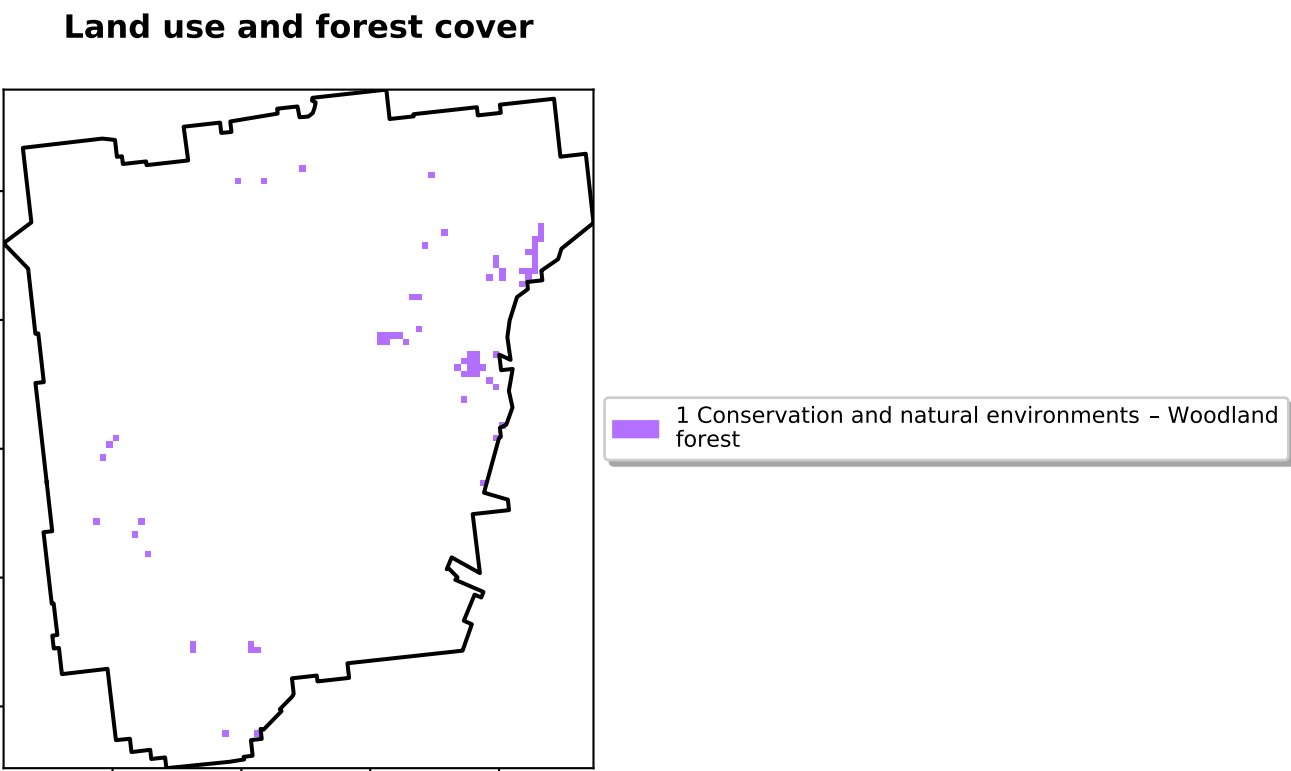 Land use and forest cover
1 Conservation and natural environments – Woodland
forest